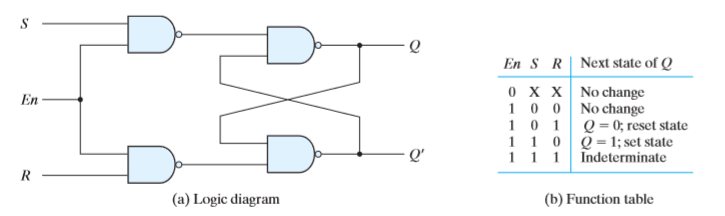 S
Q
En
Q'
R
(a) Logic diagram
En S R Next state of Q
0 X X No change
1 0 0 No change
1 0 1 Q = 0; reset state
1 1 0 Q = 1; set state
1 1 1 Indeterminate
(b) Function table